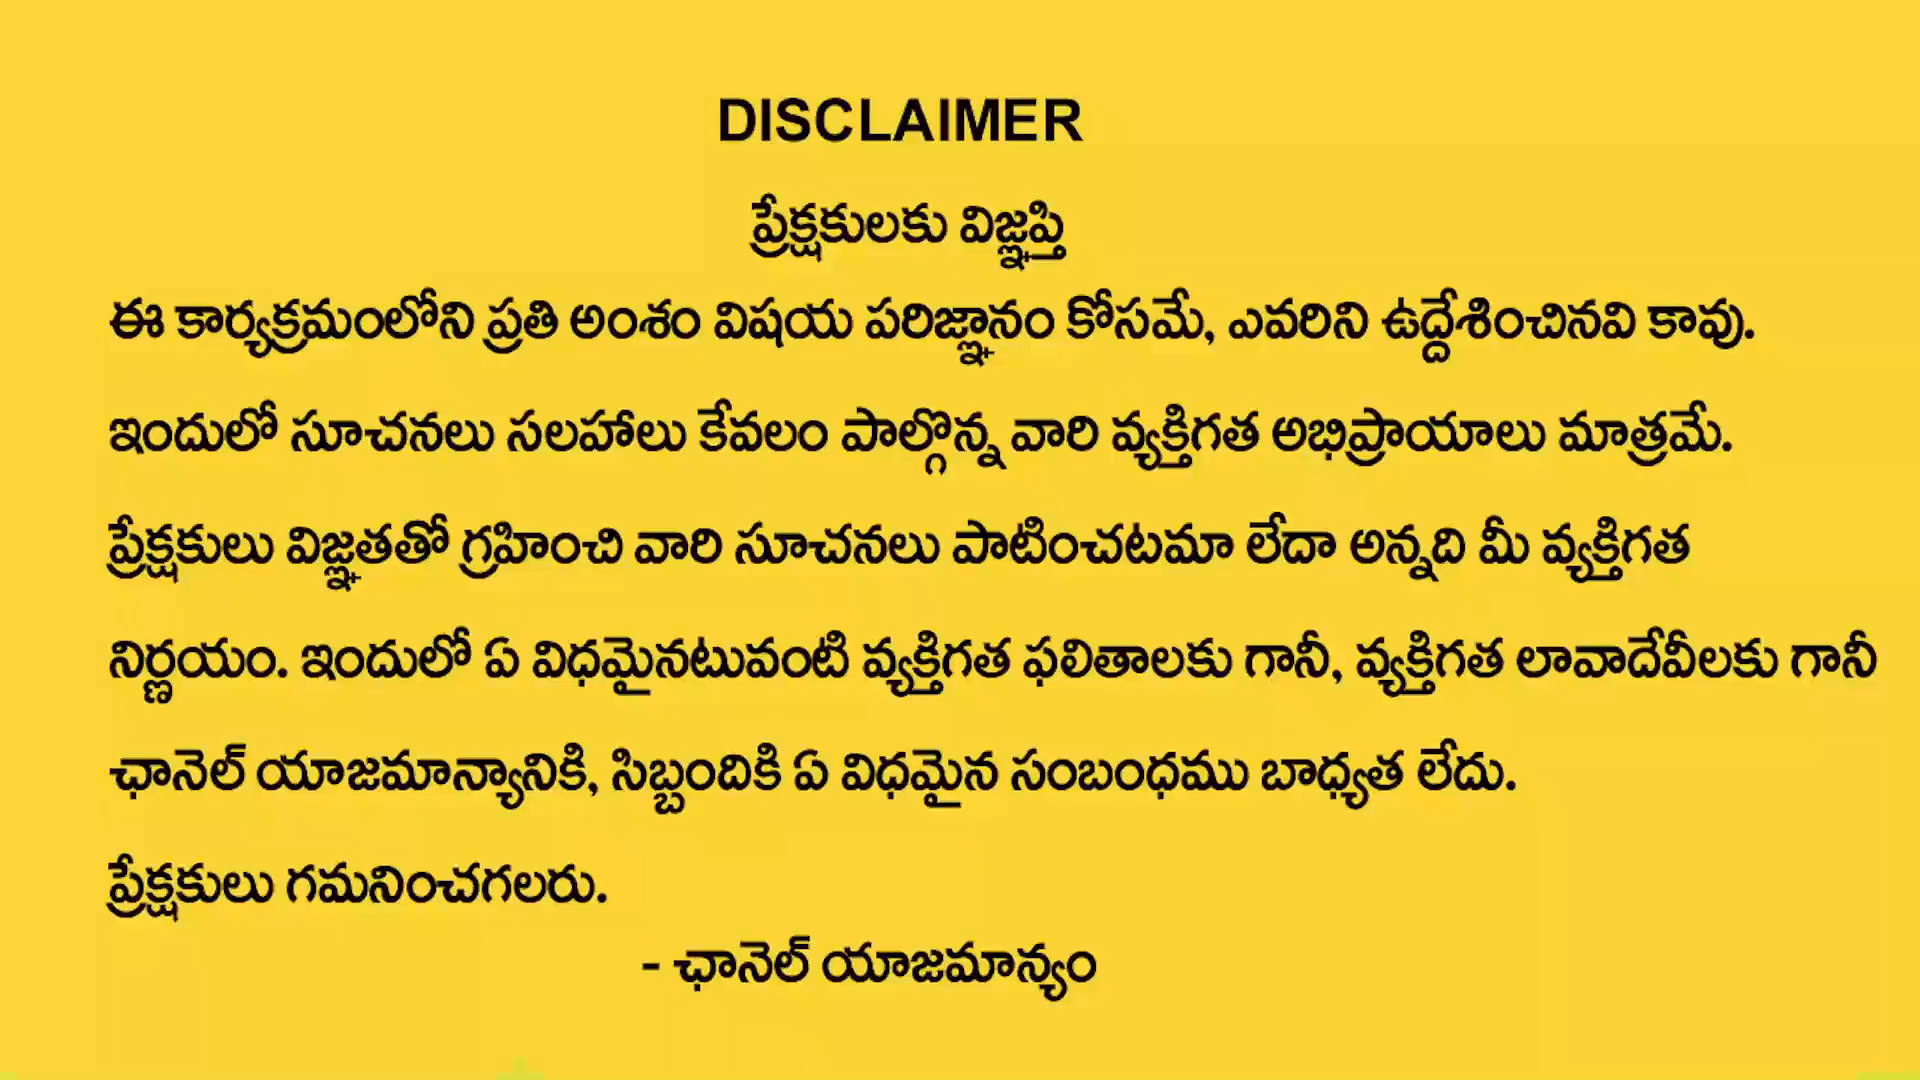 DISCLAIMER
ప్రేక్షకులకు విజ్ఞప్తి
ఈ కార్యక్రమంలోని ప్రతి అంశం విషయ పరిజ్ఞానం కోసమే, ఎవరిని ఉద్దేశించినవి కావు.
ఇందులో సూచనలు సలహాలు కేవలం పాల్గొన్న వారి వ్యక్తిగత అభిప్రాయాలు మాత్రమే.
ప్రేక్షకులు విజ్ఞతతో గ్రహించి వారి సూచనలు పాటించటమా లేదా అన్నది మీ వ్యక్తిగత
నిర్ణయం. ఇందులో ఏ విధమైనటువంటి వ్యక్తిగత ఫలితాలకు గానీ, వ్యక్తిగత లావాదేవీలకు గానీ
ఛానెల్ యాజమాన్యానికి, సిబ్బందికి ఏ విధమైన సంబంధము బాధ్యత లేదు.
ప్రేక్షకులు గమనించగలరు.
- ఛానెల్ యాజమాన్యం